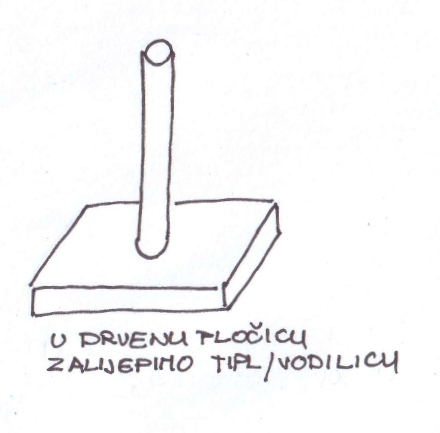 U DRVENU PLOČICU
ZALIJEPIMO TIPL/VODILICU